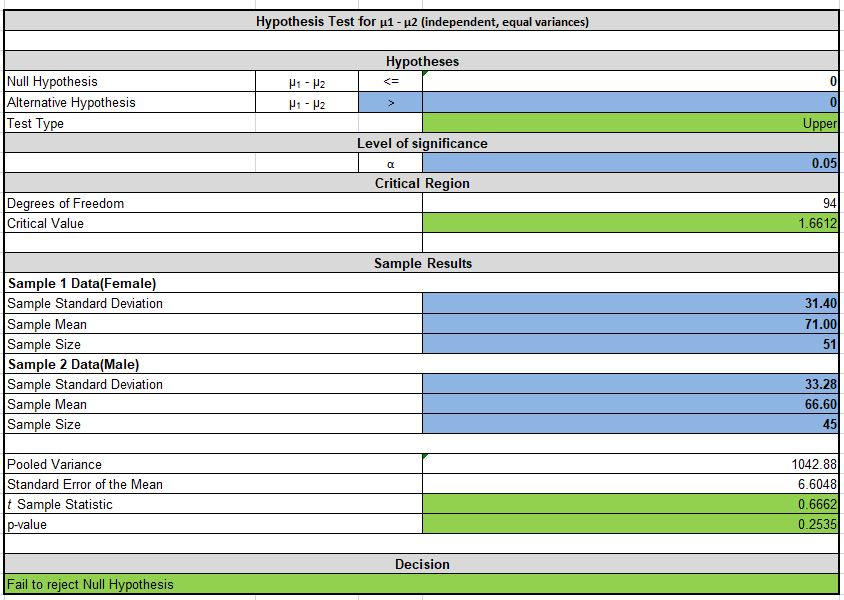 Hypothesis Test for µ1 - µ2 (independent, equal variances)
Hypotheses
Null Hypothesis µ₁ - µ₂ <= 0
Alternative Hypothesis µ₁ - µ₂ > 0
Test Type Upper
Level of significance
α 0.05
Critical Region
Degrees of Freedom 94
Critical Value 1.6612
Sample Results
Sample 1 Data(Female)
Sample Standard Deviation 31.40
Sample Mean 71.00
Sample Size 51
Sample 2 Data(Male)
Sample Standard Deviation 33.28
Sample Mean 66.60
Sample Size 45
Pooled Variance 1042.88
Standard Error of the Mean 6.6048
t Sample Statistic 0.6662
p-value 0.2535
Decision
Fail to reject Null Hypothesis